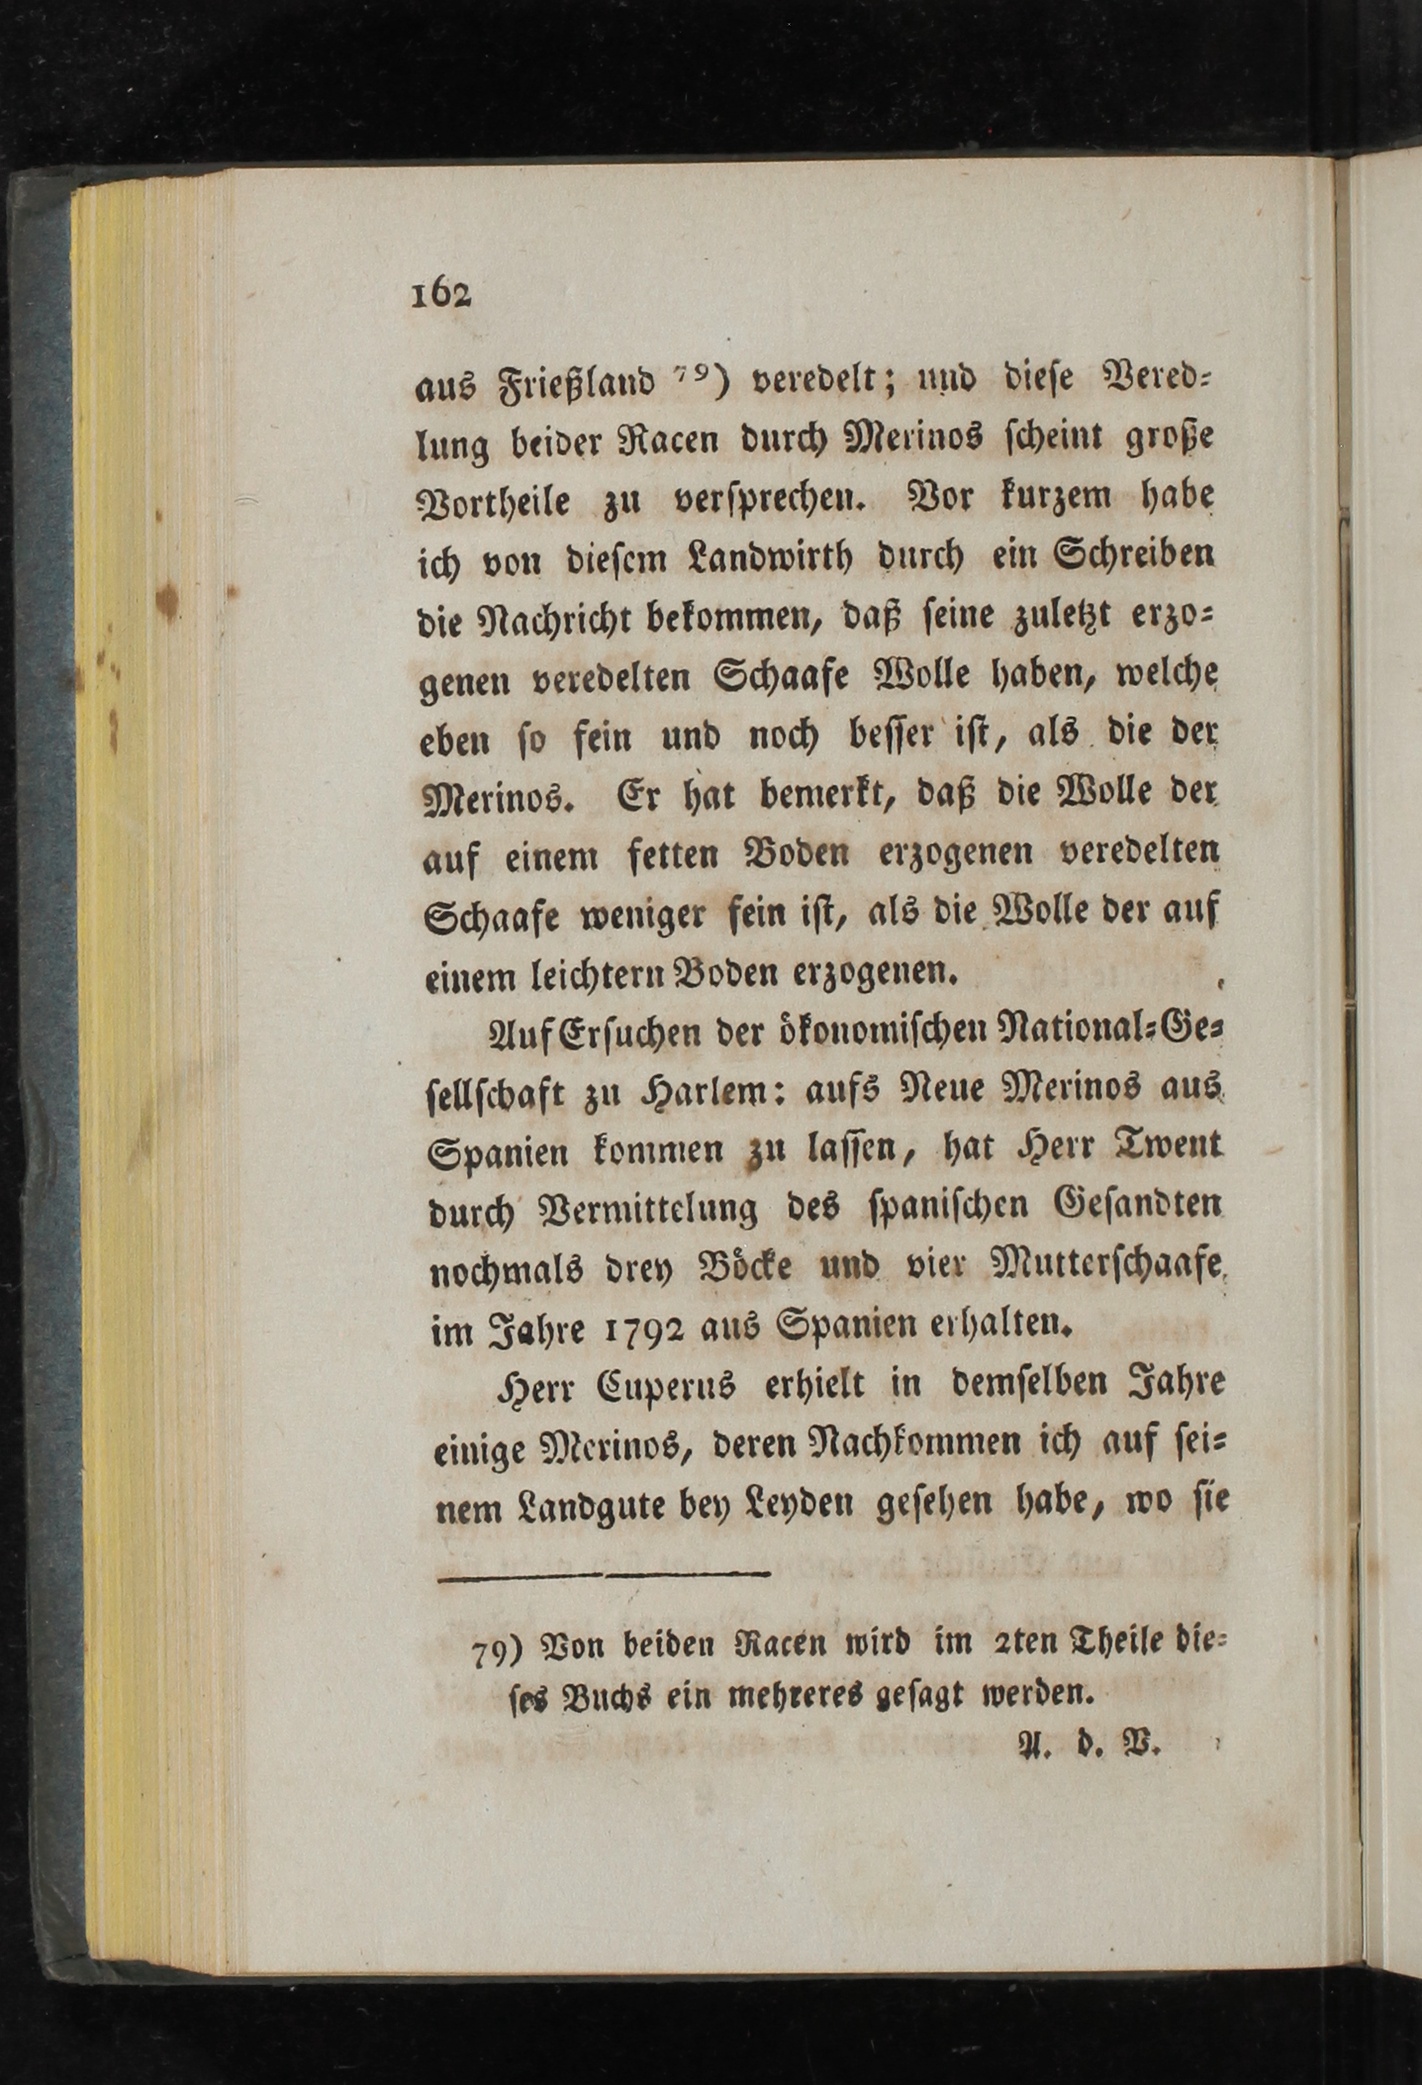 162
aus Frießland ⁷⁹) veredelt; und diese Vered-
lung beider Racen durch Merinos scheint große
Vortheile zu versprechen. Vor kurzem habe
ich von diesem Landwirth durch ein Schreiben
die Nachricht bekommen, daß seine zuletzt erzo-
genen veredelten Schaafe Wolle haben, welche
eben so fein und noch besser ist, als die der
Merinos. Er hat bemerkt, daß die Wolle der
auf einem fetten Boden erzogenen veredelten
Schaafe weniger fein ist, als die Wolle der auf
einem leichtern Boden erzogenen.
Auf Ersuchen der ökonomischen National-Ge-
sellschaft zu Harlem: aufs Neue Merinos aus
Spanien kommen zu lassen, hat Herr Twent
durch Vermittelung des spanischen Gesandten
nochmals drey Böcke und vier Mutterschaafe
im Jahre 1792 aus Spanien erhalten.
Herr Cuperus erhielt in demselben Jahre
einige Merinos, deren Nachkommen ich auf sei-
nem Landgute bey Leyden gesehen habe, wo sie
79) Von beiden Racen wird im 2ten Theile die-
ses Buchs ein mehreres gesagt werden.
A. d. V.